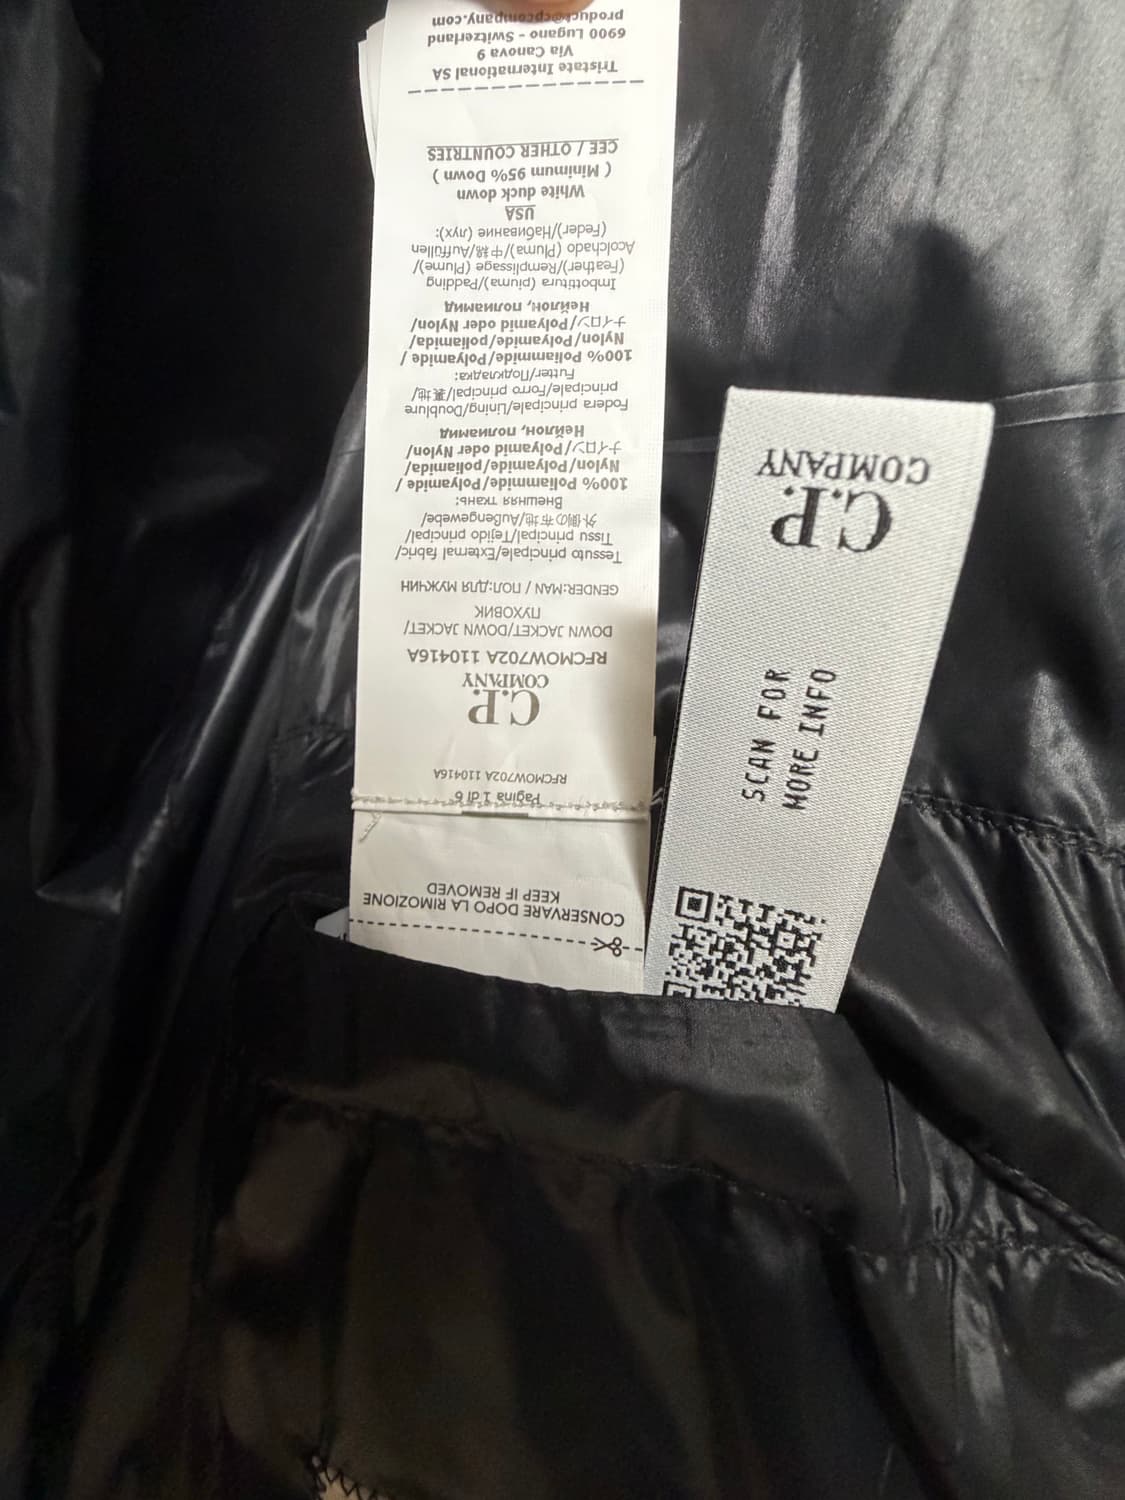 CONSERVARE DOPO LA RIMOZIONE
KEEP IF REMOVED
Pagina 1 di 6
RFCMOW702A 110416A
C.P.
COMPANY
RFCMOW702A 110416A
DOWN JACKET/DOWN JACKET/
ПУХОВИК
GENDER:MAN / ПОЛ:ДЛЯ МУЖЧИН
Tessuto principale/External fabric/
Tissu principal/Tejido principal/
外側の布地/Außengewebe/
Внешняя ткань:
100% Poliammide/Polyamide /
Nylon/Polyamide/poliamida/
ナイロン/Polyamid oder Nylon/
Нейлон, полиамид
Fodera principale/Lining/Doublure
principale/Forro principal/裏地/
Futter/Подкладка:
100% Poliammide/Polyamide /
Nylon/Polyamide/poliamida/
ナイロン/Polyamid oder Nylon/
Нейлон, полиамид
Imbottitura (piuma)/Padding
(Feather)/Remplissage (Plume)/
Acolchado (Pluma)/中綿/Auffüllen
(Feder)/Набивание (пух):
USA
White duck down
( Minimum 95% Down )
CEE / OTHER COUNTRIES
Tristate International SA
Via Canova 9
6900 Lugano - Switzerland
product@cpcompany.com
C.P.
COMPANY
SCAN FOR
MORE INFO